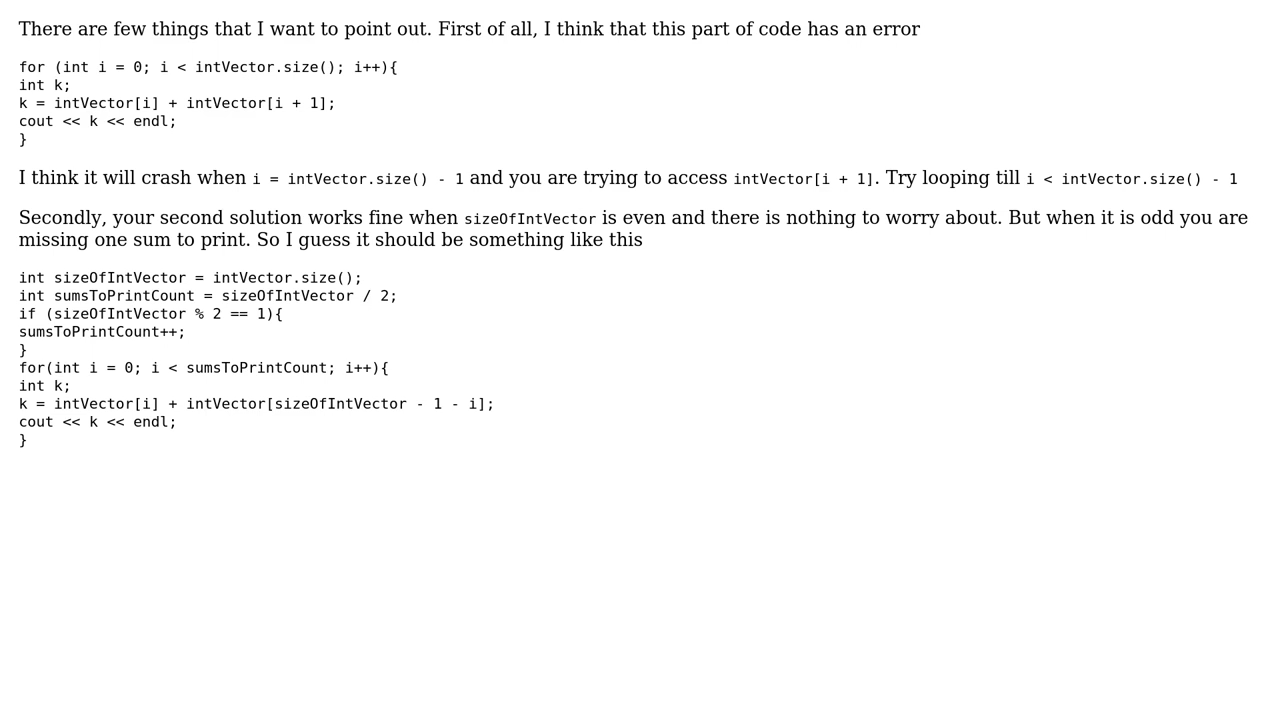 There are few things that I want to point out. First of all, I think that this part of code has an error
for (int i = 0; i < intVector.size(); i++){
int k;
k = intVector[i] + intVector[i + 1];
cout << k << endl;
}
I think it will crash when i = intVector.size() - 1 and you are trying to access intVector[i + 1]. Try looping till i < intVector.size() - 1
Secondly, your second solution works fine when sizeOfIntVector is even and there is nothing to worry about. But when it is odd you are
missing one sum to print. So I guess it should be something like this
int sizeOfIntVector = intVector.size();
int sumsToPrintCount = sizeOfIntVector / 2;
if (sizeOfIntVector % 2 == 1){
sumsToPrintCount++;
}
for(int i = 0; i < sumsToPrintCount; i++){
int k;
k = intVector[i] + intVector[sizeOfIntVector - 1 - i];
cout << k << endl;
}